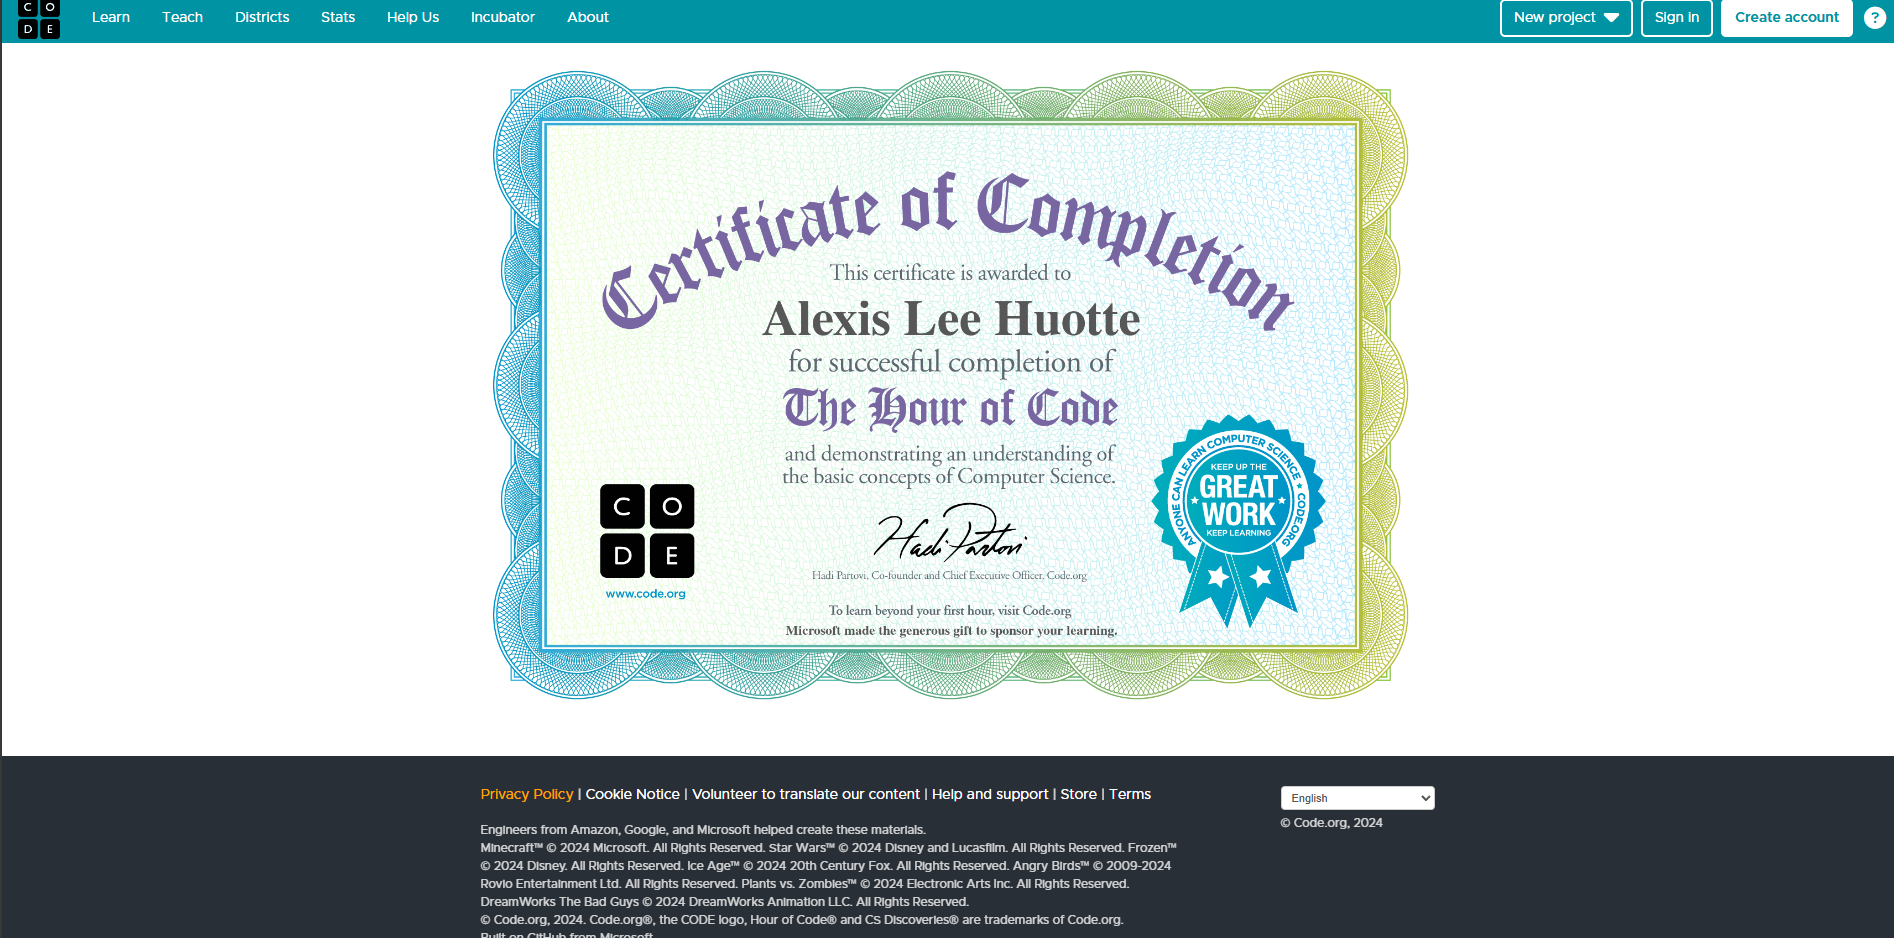 C O
D E
Learn Teach Districts Stats Help Us Incubator About New project Sign in Create account ?
Certificate of Completion
This certificate is awarded to
Alexis Lee Huotte
for successful completion of
The Hour of Code
and demonstrating an understanding of
the basic concepts of Computer Science.
C O
D E
www.code.org
Hadi Partovi
Hadi Partovi, Co-founder and Chief Executive Officer, Code.org
To learn beyond your first hour, visit Code.org
Microsoft made the generous gift to sponsor your learning.
ANYONE CAN LEARN COMPUTER SCIENCE ★ CODE.ORG
KEEP UP THE
GREAT
WORK
KEEP LEARNING
Privacy Policy | Cookie Notice | Volunteer to translate our content | Help and support | Store | Terms
English
© Code.org, 2024
Engineers from Amazon, Google, and Microsoft helped create these materials.
Minecraft™ © 2024 Microsoft. All Rights Reserved. Star Wars™ © 2024 Disney and Lucasfilm. All Rights Reserved. Frozen™
© 2024 Disney. All Rights Reserved. Ice Age™ © 2024 20th Century Fox. All Rights Reserved. Angry Birds™ © 2009-2024
Rovio Entertainment Ltd. All Rights Reserved. Plants vs. Zombies™ © 2024 Electronic Arts Inc. All Rights Reserved.
DreamWorks The Bad Guys © 2024 DreamWorks Animation LLC. All Rights Reserved.
© Code.org, 2024. Code.org®, the CODE logo, Hour of Code® and CS Discoveries® are trademarks of Code.org.
Built on GitHub from Microsoft